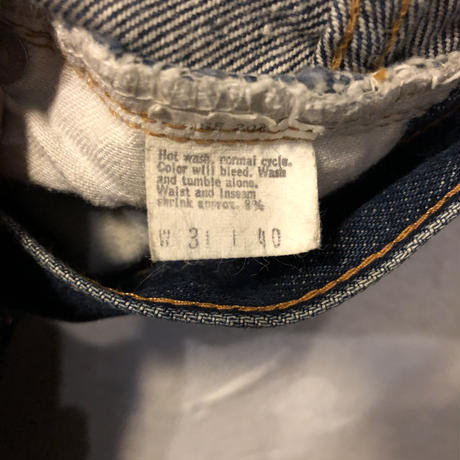 Hot wash, normal cycle.
Color will bleed. Wash
and tumble alone.
Waist and Inseam
shrink approx. 8%
W 31 L 40